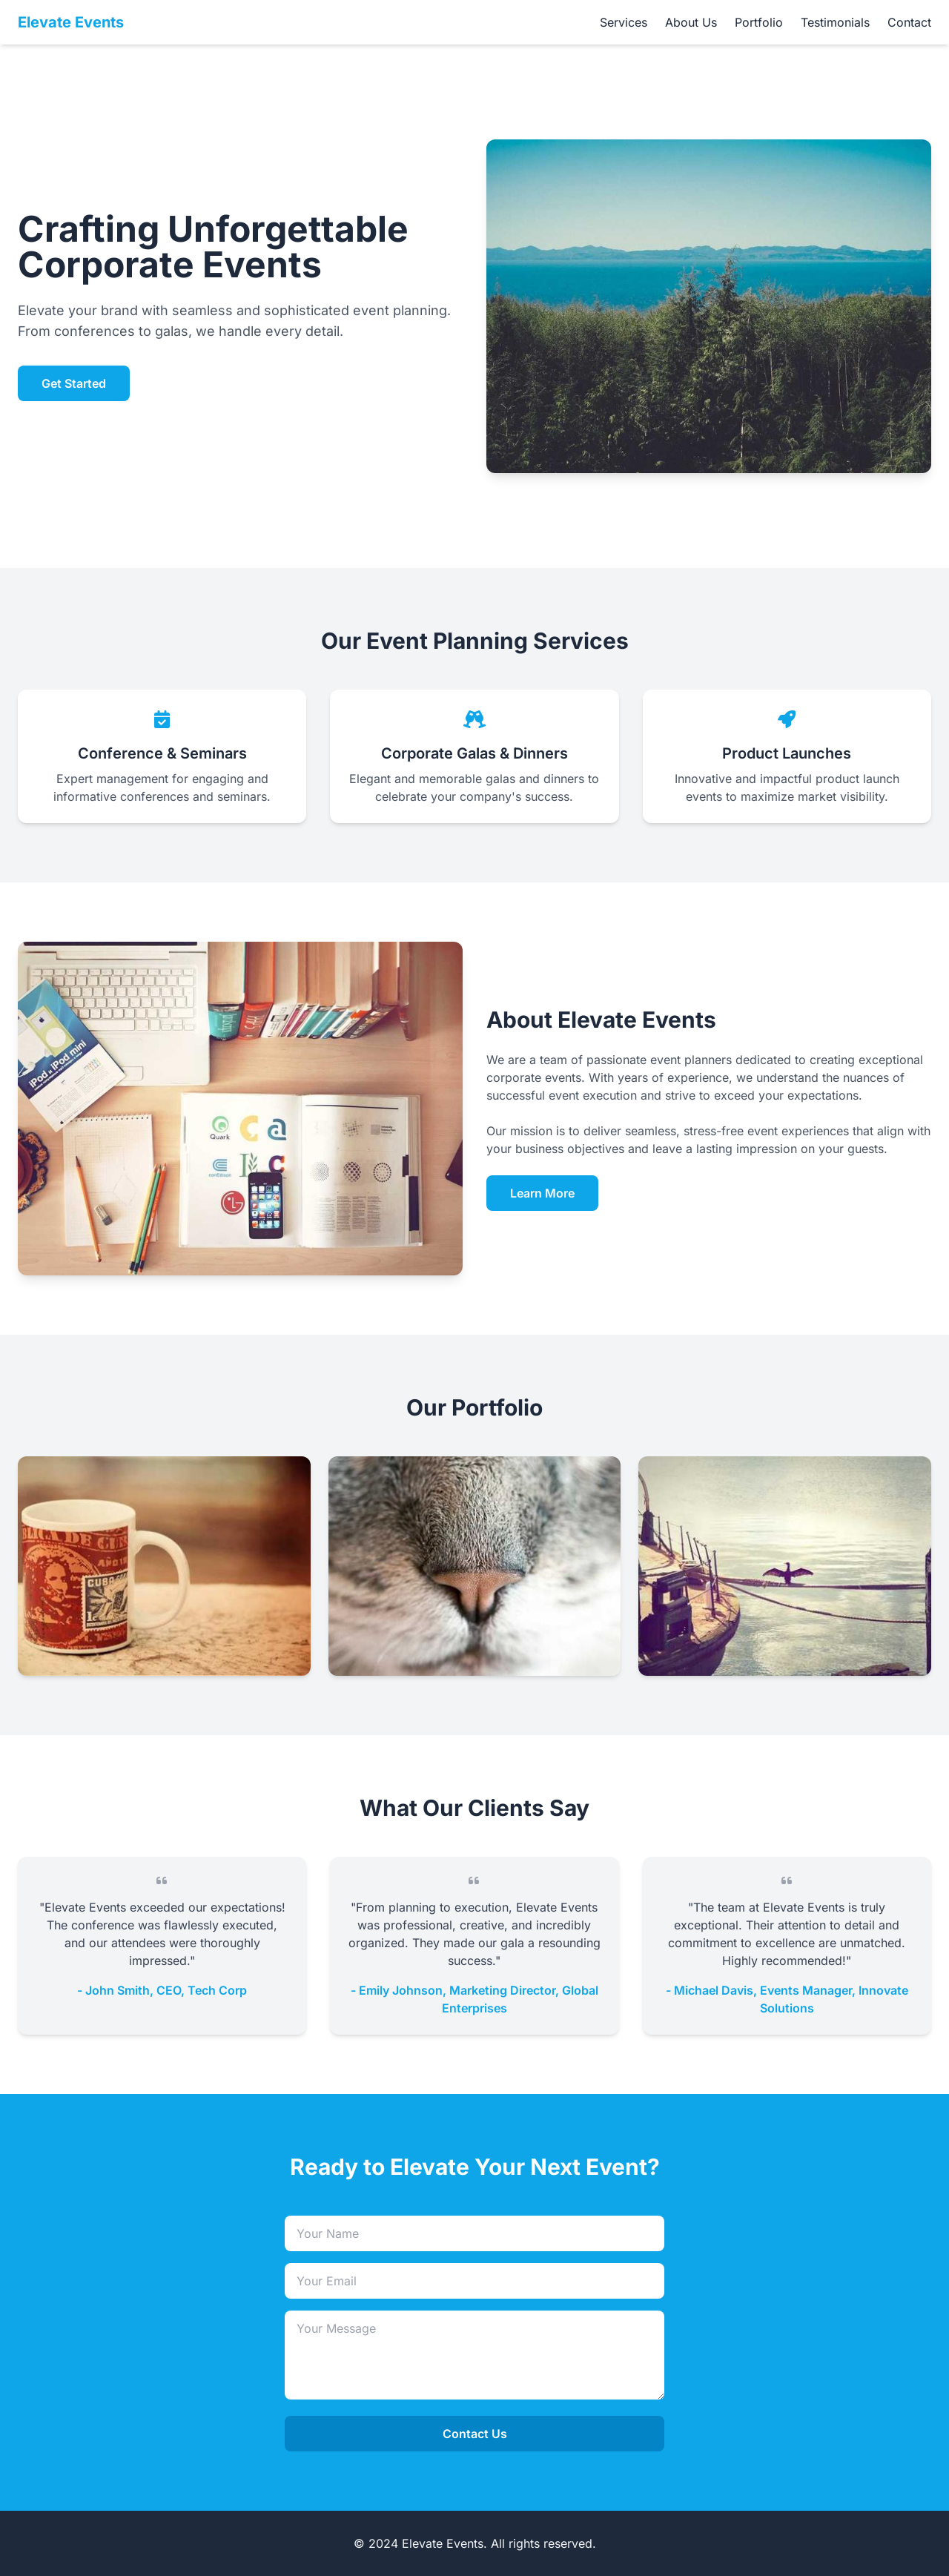 Elevate Events
Services About Us Portfolio Testimonials Contact
Crafting Unforgettable
Corporate Events
Elevate your brand with seamless and sophisticated event planning.
From conferences to galas, we handle every detail.
Get Started
Our Event Planning Services
Conference & Seminars
Expert management for engaging and
informative conferences and seminars.
Corporate Galas & Dinners
Elegant and memorable galas and dinners to
celebrate your company's success.
Product Launches
Innovative and impactful product launch
events to maximize market visibility.
iPod + iPod mini
Quark
About Elevate Events
We are a team of passionate event planners dedicated to creating exceptional
corporate events. With years of experience, we understand the nuances of
successful event execution and strive to exceed your expectations.
Our mission is to deliver seamless, stress-free event experiences that align with
your business objectives and leave a lasting impression on your guests.
Learn More
Our Portfolio
What Our Clients Say
"Elevate Events exceeded our expectations!
The conference was flawlessly executed,
and our attendees were thoroughly
impressed."
- John Smith, CEO, Tech Corp
"From planning to execution, Elevate Events
was professional, creative, and incredibly
organized. They made our gala a resounding
success."
- Emily Johnson, Marketing Director, Global
Enterprises
"The team at Elevate Events is truly
exceptional. Their attention to detail and
commitment to excellence are unmatched.
Highly recommended!"
- Michael Davis, Events Manager, Innovate
Solutions
Ready to Elevate Your Next Event?
Your Name
Your Email
Your Message
Contact Us
© 2024 Elevate Events. All rights reserved.